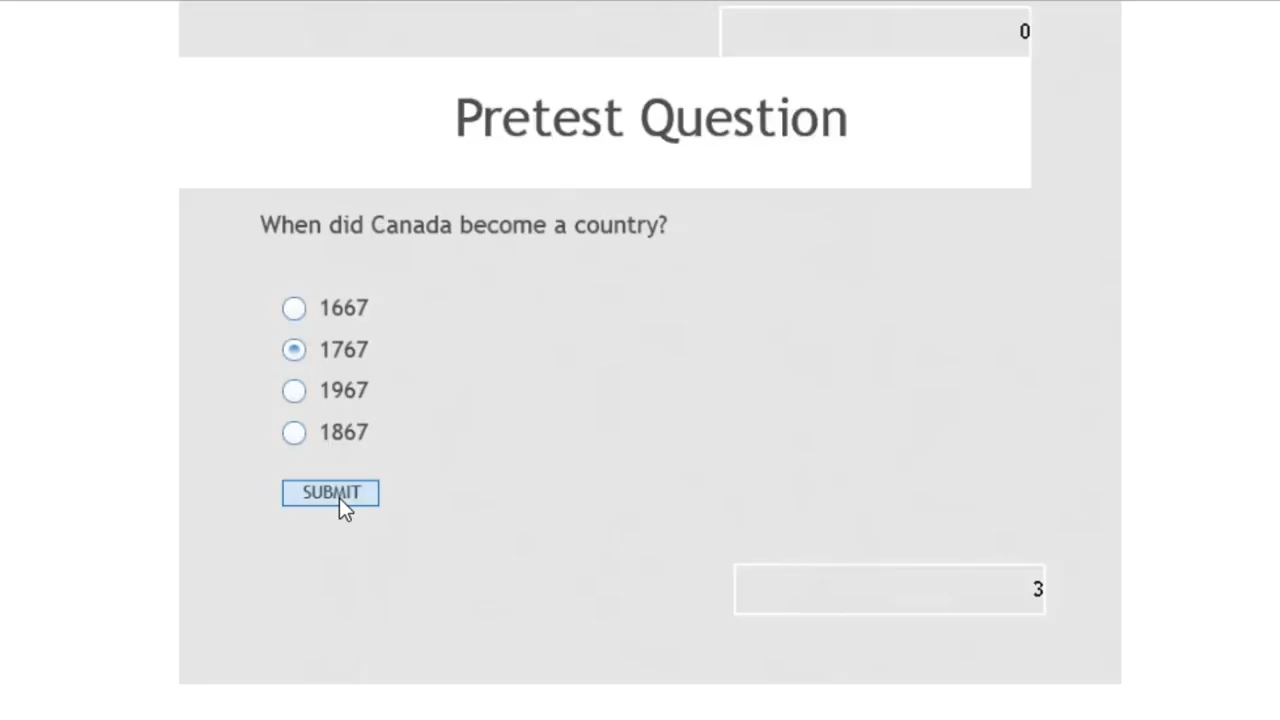 0
Pretest Question
When did Canada become a country?
1667
1767
1967
1867
SUBMIT
3